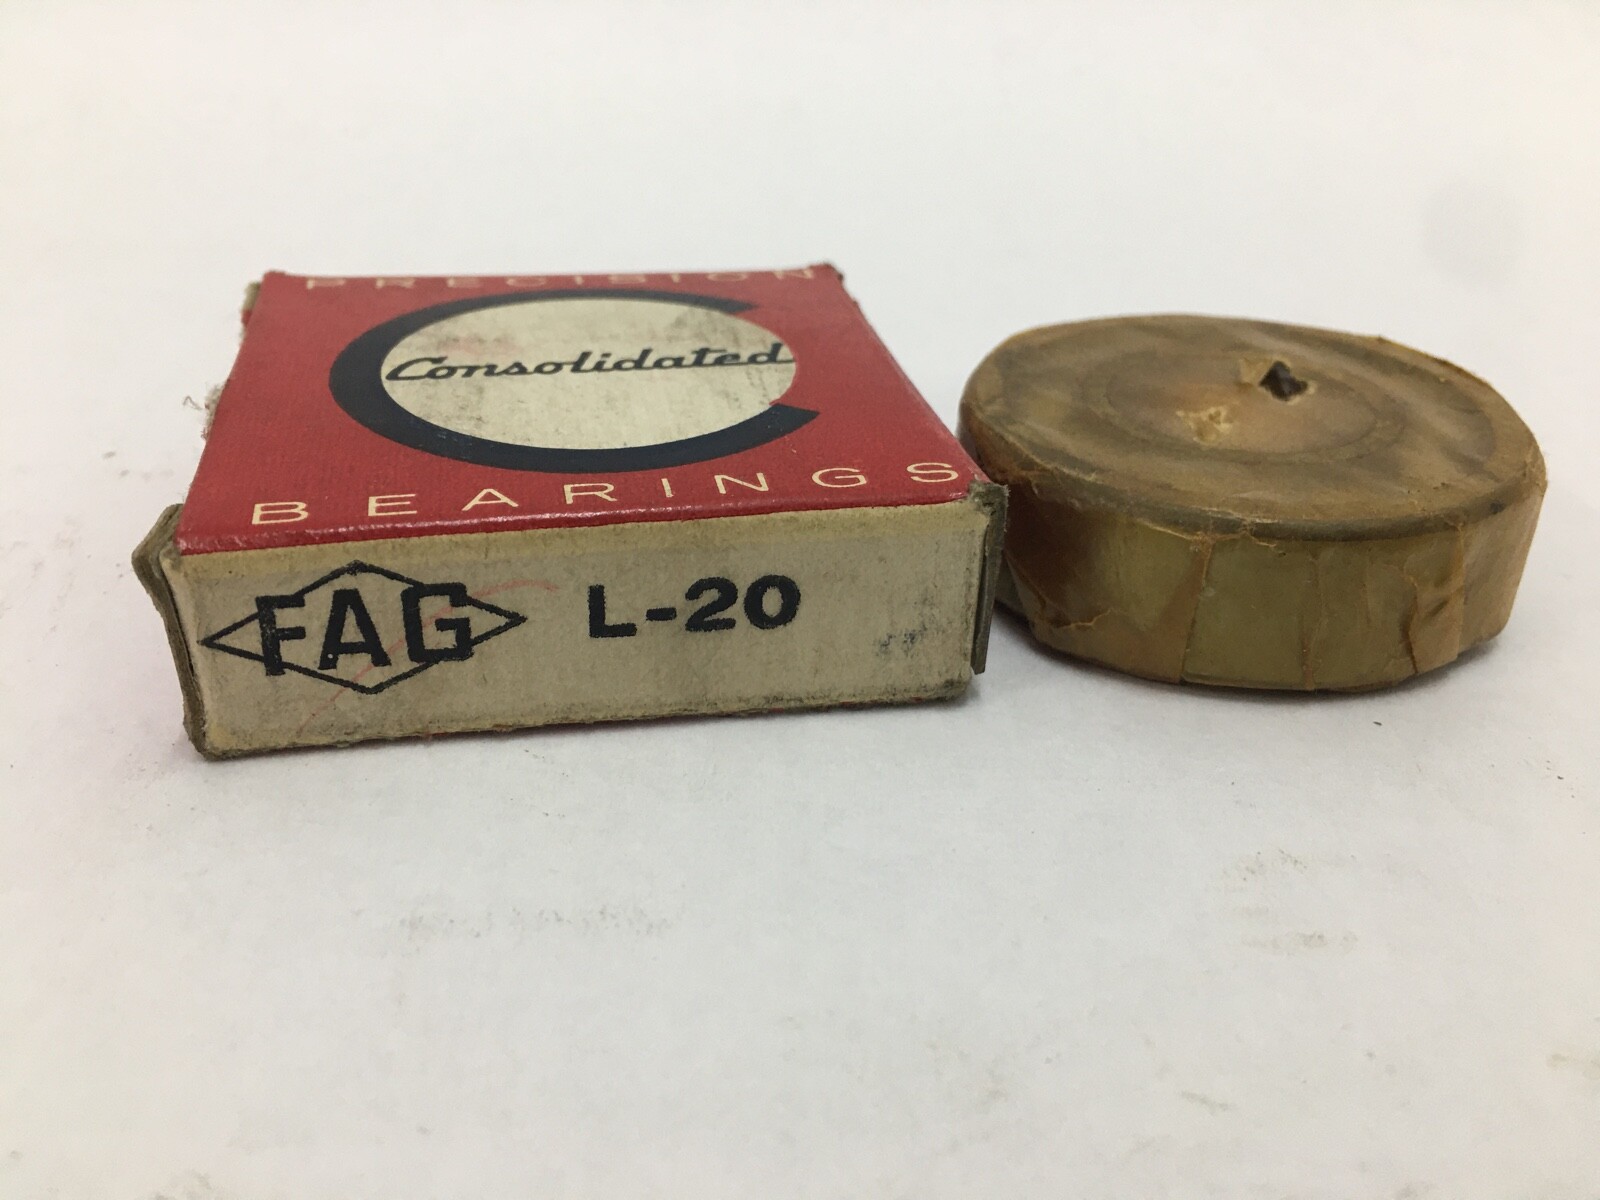 PRECISION
Consolidated
BEARINGS
FAG L-20